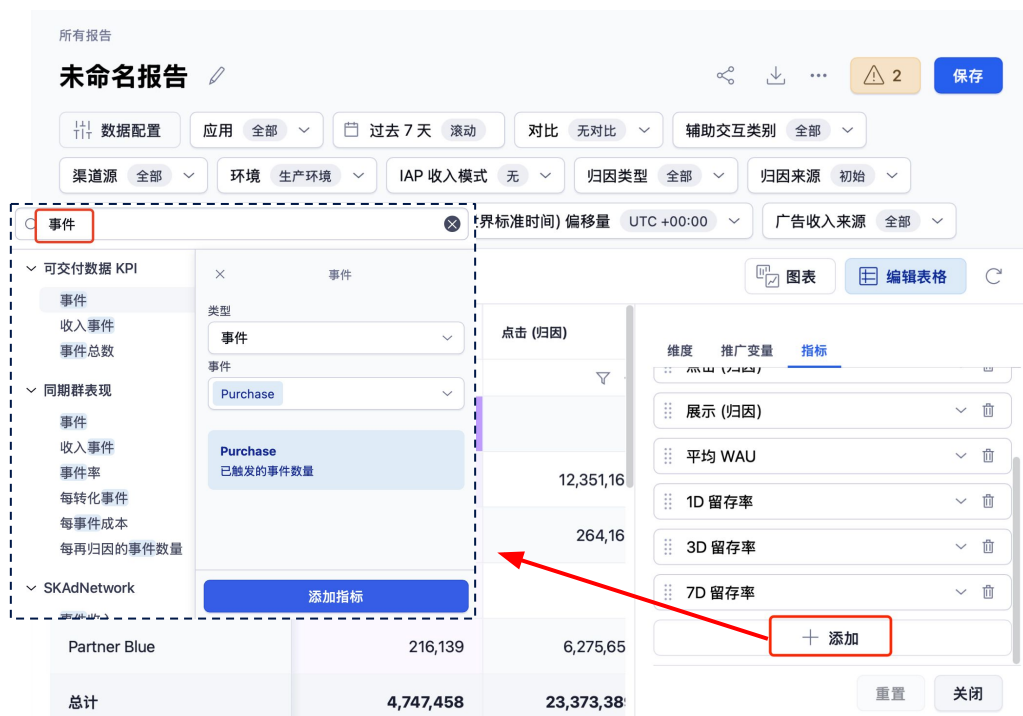 所有报告
未命名报告
2
保存
数据配置
应用 全部
过去 7 天 滚动
对比 无对比
辅助交互类别 全部
渠道源 全部
环境 生产环境
IAP 收入模式 无
归因类型 全部
归因来源 初始
界标准时间) 偏移量 UTC +00:00
广告收入来源 全部
事件
可交付数据 KPI
事件
收入事件
事件总数
同期群表现
事件
收入事件
事件率
每转化事件
每事件成本
每再归因的事件数量
SKAdNetwork
事件收入
事件
类型
事件
事件
Purchase
Purchase
已触发的事件数量
添加指标
图表
编辑表格
点击 (归因)
12,351,16
264,16
Partner Blue 216,139 6,275,65
总计 4,747,458 23,373,389
维度 推广变量 指标
点击 (归因)
展示 (归因)
平均 WAU
1D 留存率
3D 留存率
7D 留存率
添加
重置
关闭